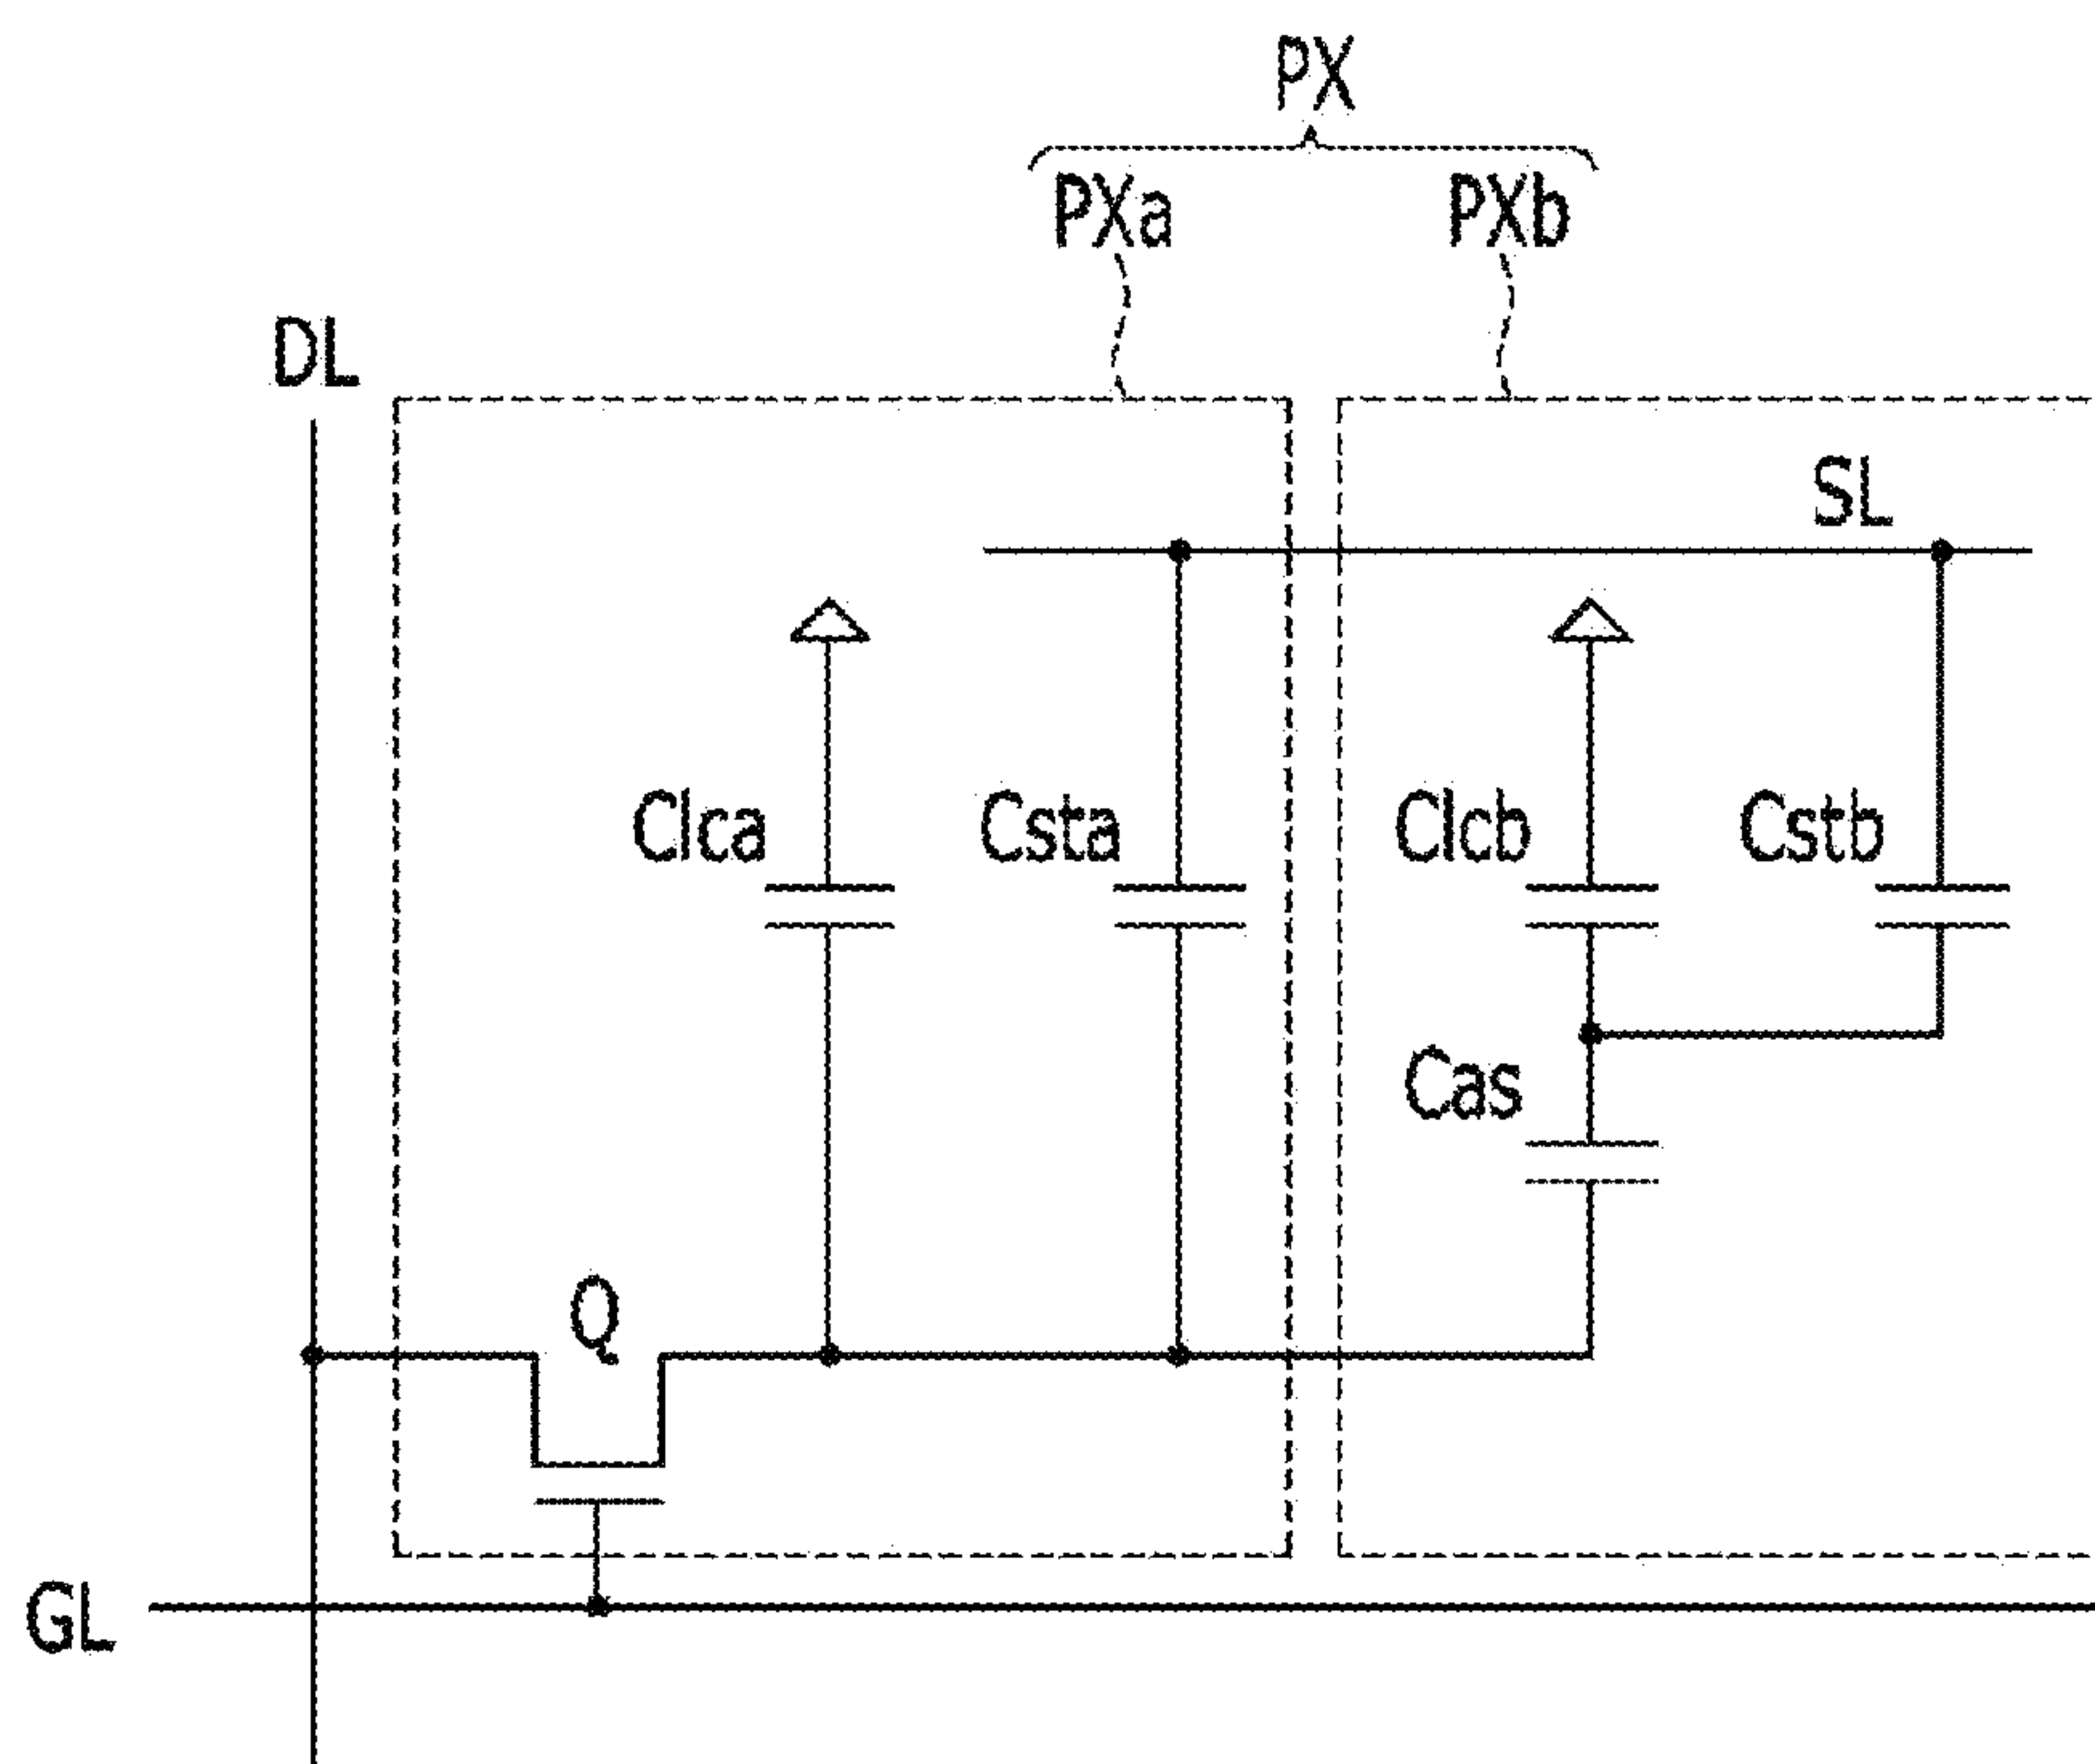 PX
PXa PXb
DL
SL
Clca Csta Clcb Cstb
Cas
Q
GL